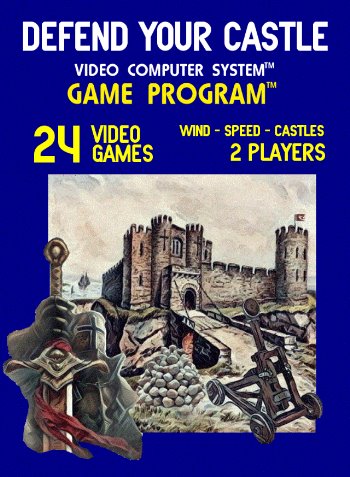 DEFEND YOUR CASTLE
VIDEO COMPUTER SYSTEM™
GAME PROGRAM™
24 VIDEO GAMES
WIND - SPEED - CASTLES
2 PLAYERS